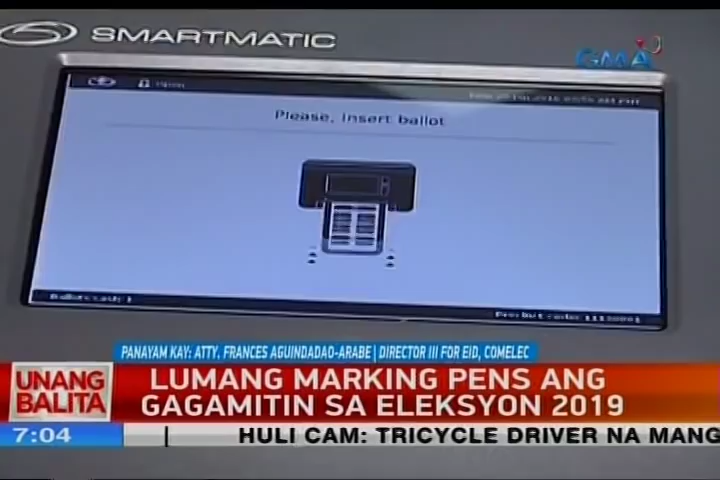 SMARTMATIC
GMA
Please, insert ballot
PANAYAM KAY: ATTY. FRANCES AGUINDADAO-ARABE | DIRECTOR III FOR EID, COMELEC
UNANG
BALITA
LUMANG MARKING PENS ANG
GAGAMITIN SA ELEKSYON 2019
7:04
HULI CAM: TRICYCLE DRIVER NA MANG